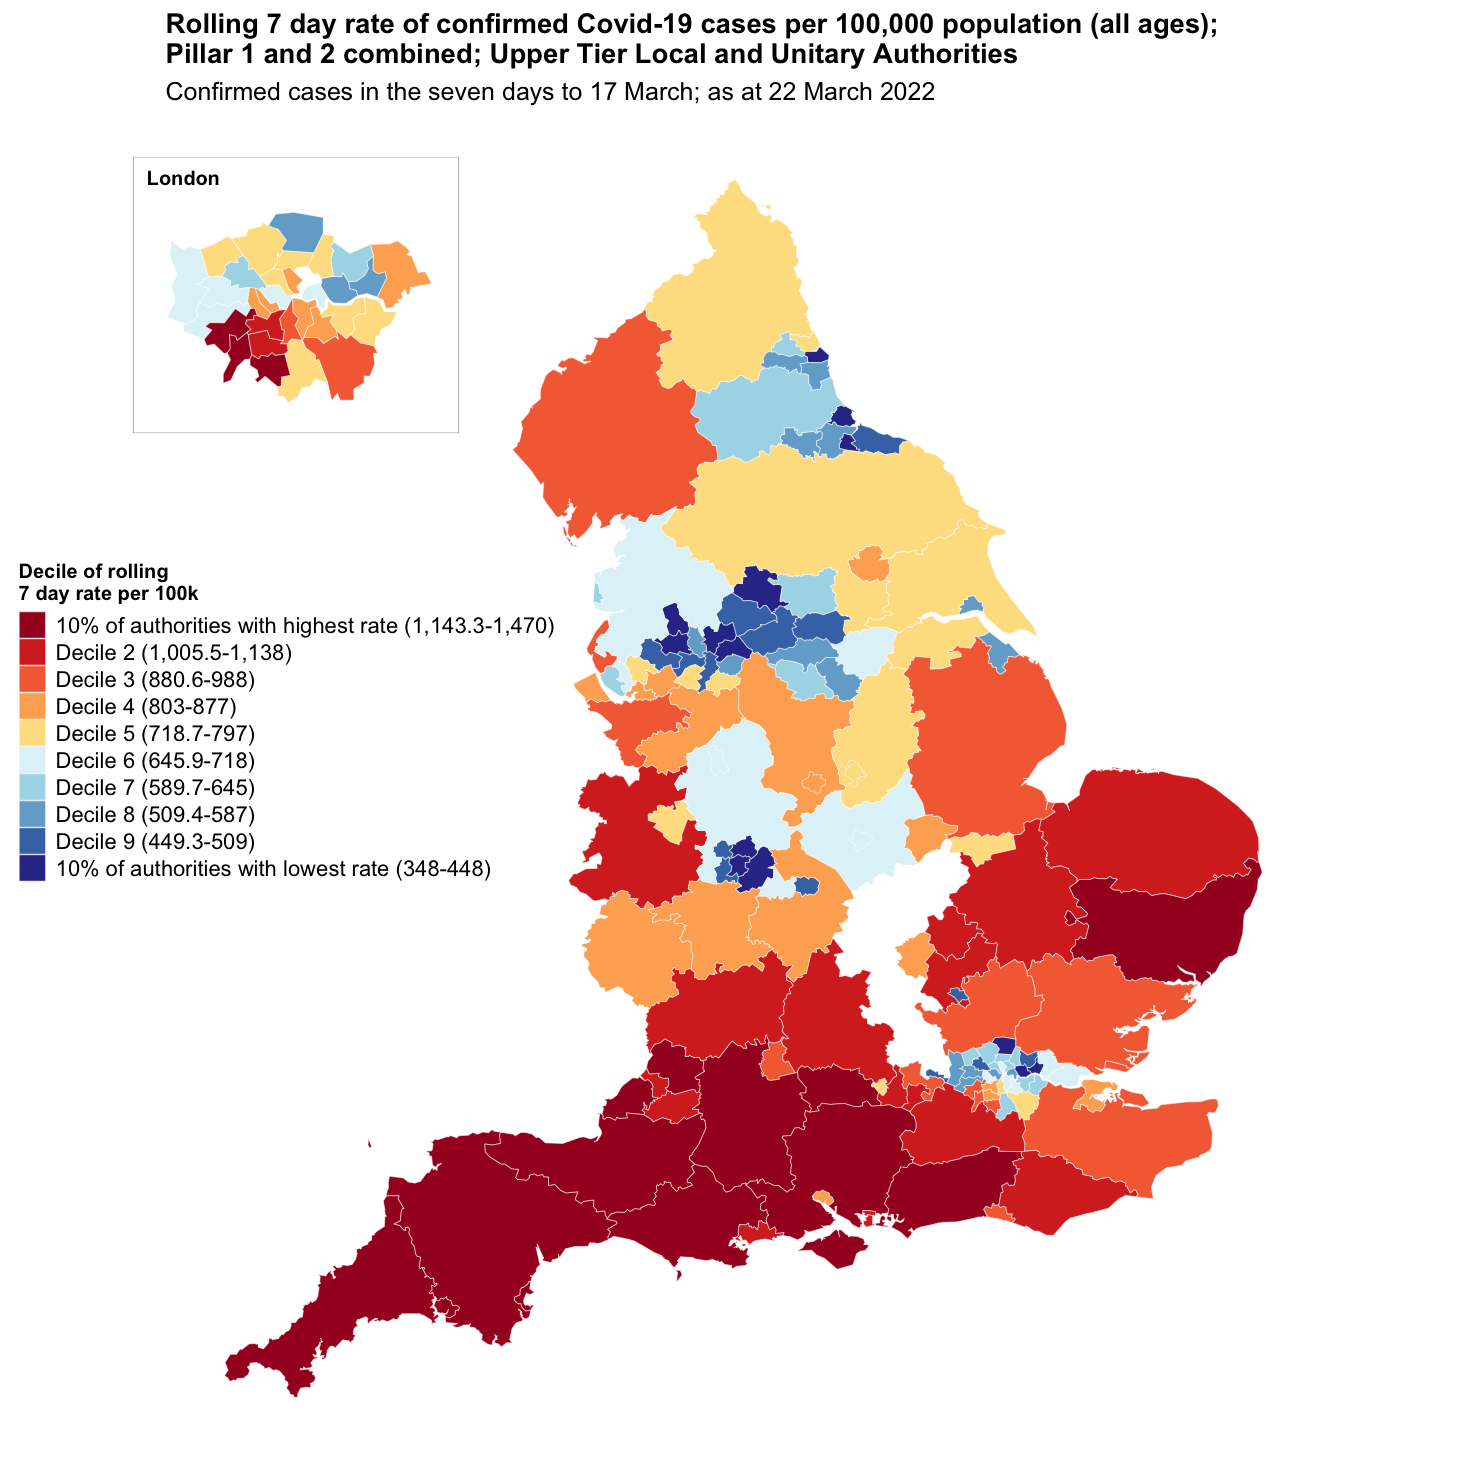 Rolling 7 day rate of confirmed Covid-19 cases per 100,000 population (all ages);
Pillar 1 and 2 combined; Upper Tier Local and Unitary Authorities
Confirmed cases in the seven days to 17 March; as at 22 March 2022
London
Decile of rolling
7 day rate per 100k
10% of authorities with highest rate (1,143.3-1,470)
Decile 2 (1,005.5-1,138)
Decile 3 (880.6-988)
Decile 4 (803-877)
Decile 5 (718.7-797)
Decile 6 (645.9-718)
Decile 7 (589.7-645)
Decile 8 (509.4-587)
Decile 9 (449.3-509)
10% of authorities with lowest rate (348-448)